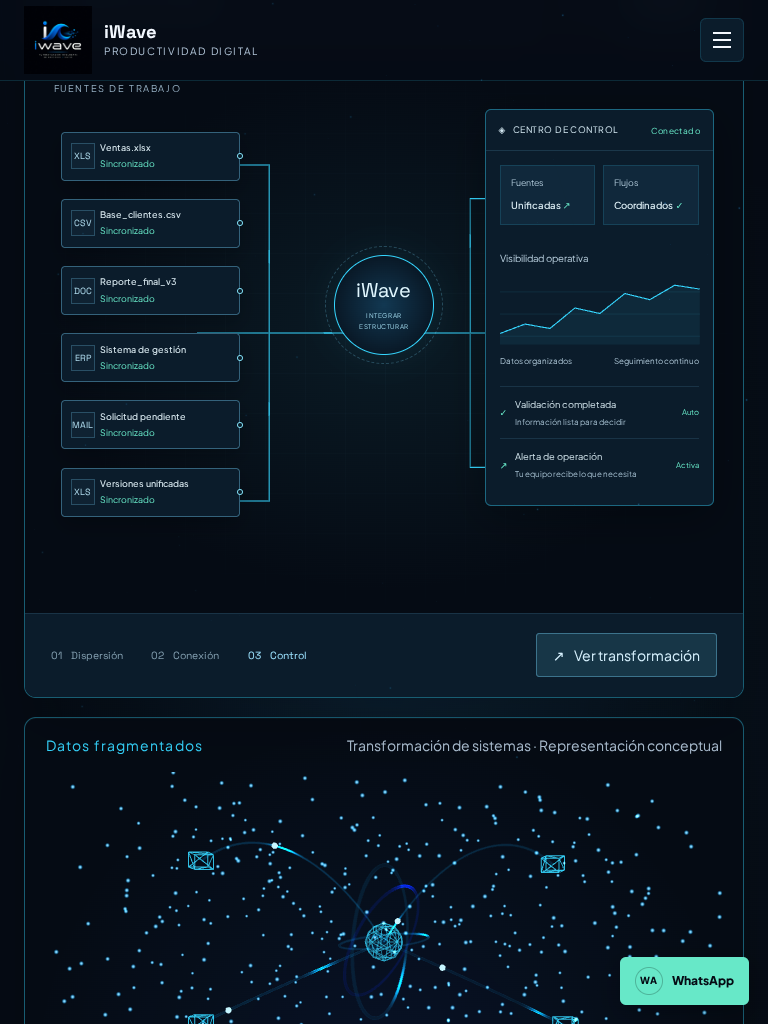 iWave
iWave
PRODUCTIVIDAD DIGITAL
FUENTES DE TRABAJO
XLS
Ventas.xlsx
Sincronizado
CSV
Base_clientes.csv
Sincronizado
DOC
Reporte_final_v3
Sincronizado
ERP
Sistema de gestión
Sincronizado
MAIL
Solicitud pendiente
Sincronizado
XLS
Versiones unificadas
Sincronizado
iWave
INTEGRAR
ESTRUCTURAR
◈ CENTRO DE CONTROL
Conectado
Fuentes
Unificadas ↗
Flujos
Coordinados ✓
Visibilidad operativa
Datos organizados
Seguimiento continuo
✓ Validación completada
Información lista para decidir
Auto
↗ Alerta de operación
Tu equipo recibe lo que necesita
Activa
01 Dispersión
02 Conexión
03 Control
↗ Ver transformación
Datos fragmentados
Transformación de sistemas · Representación conceptual
WA WhatsApp